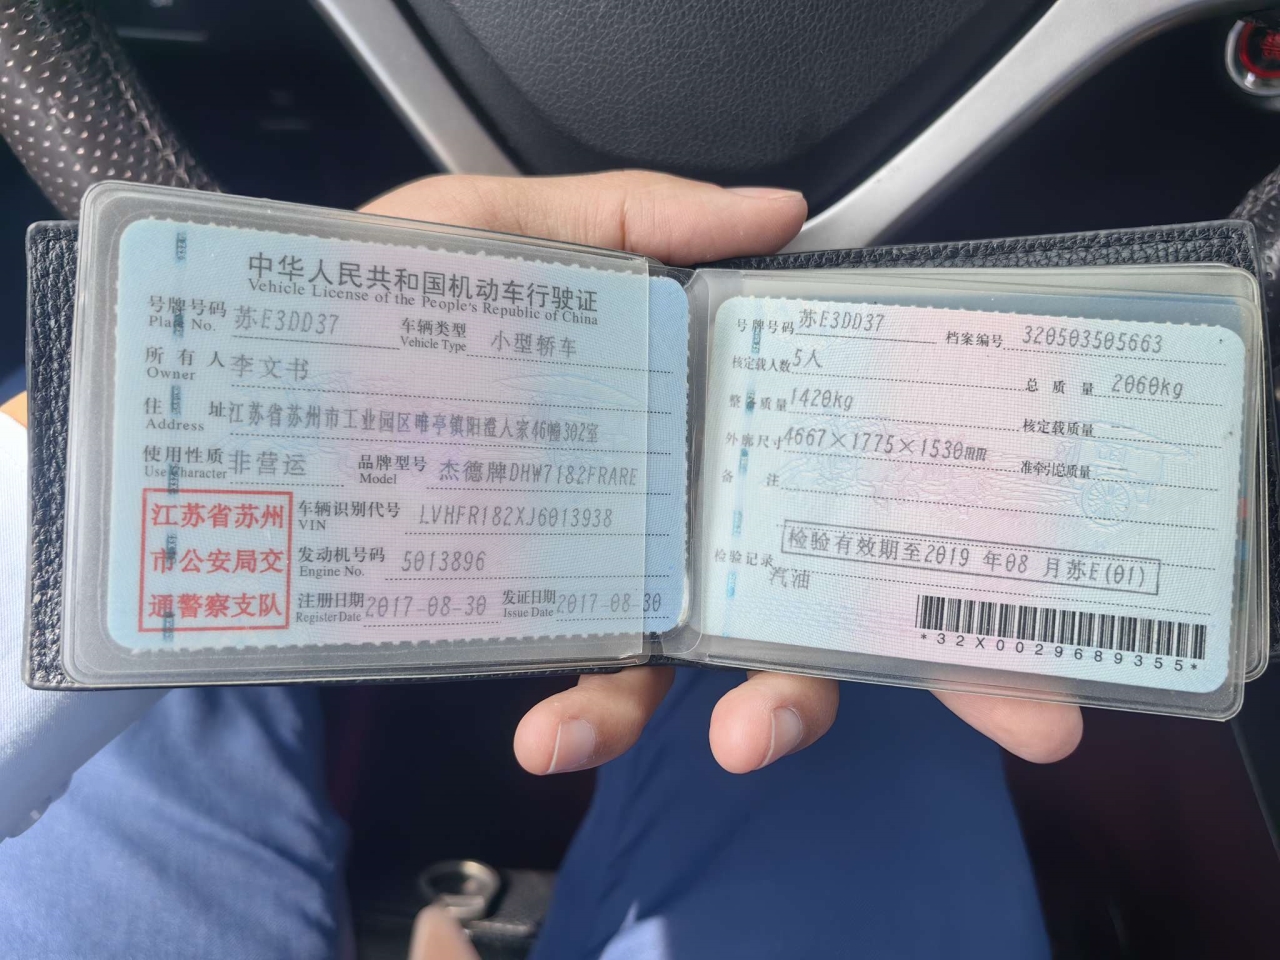 中华人民共和国机动车行驶证
Vehicle License of the People's Republic of China
号牌号码 苏E3DD37 车辆类型 小型轿车
Plate No. Vehicle Type
所有人 李文书
Owner
住址 江苏省苏州市工业园区唯亭镇阳澄人家46幢302室
Address
使用性质 非营运 品牌型号 杰德牌DHW7182FRARE
Use Character Model
江苏省苏州
市公安局交
通警察支队
车辆识别代号 LVHFR182XJ6013938
VIN
发动机号码 5013896
Engine No.
注册日期 2017-08-30 发证日期 2017-08-30
Register Date Issue Date
号牌号码 苏E3DD37 档案编号 320503505663
核定载人数 5人 总质量 2060kg
整备质量 1420kg 核定载质量
外廓尺寸 4667×1775×1530mm 准牵引总质量
备注
检验有效期至2019 年08 月苏E(01)
检验记录
汽油
*32X0029689355*